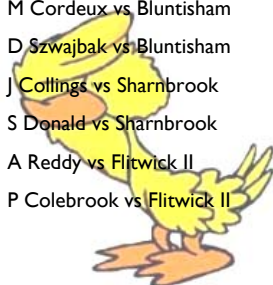 M Cordeux vs Bluntisham
D Szwajbak vs Bluntisham
J Collings vs Sharnbrook
S Donald vs Sharnbrook
A Reddy vs Flitwick II
P Colebrook vs Flitwick II